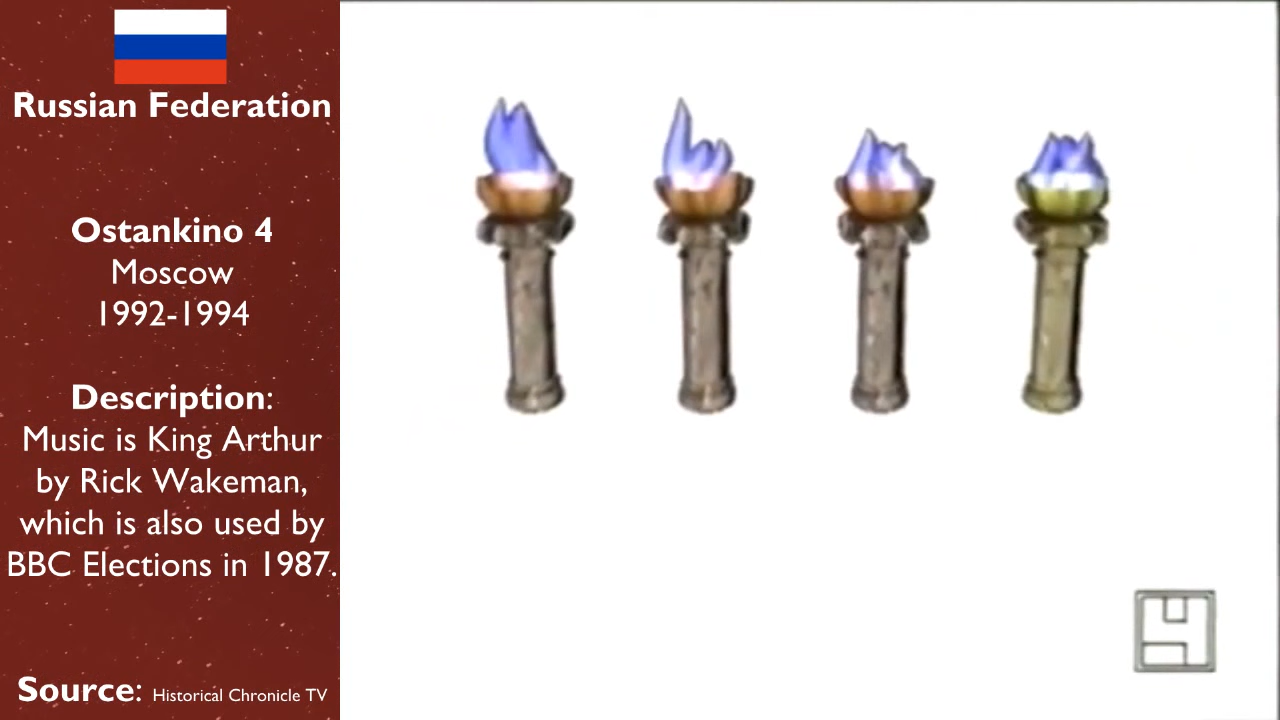 Russian Federation
Ostankino 4
Moscow
1992-1994
Description:
Music is King Arthur
by Rick Wakeman,
which is also used by
BBC Elections in 1987.
Source: Historical Chronicle TV
4